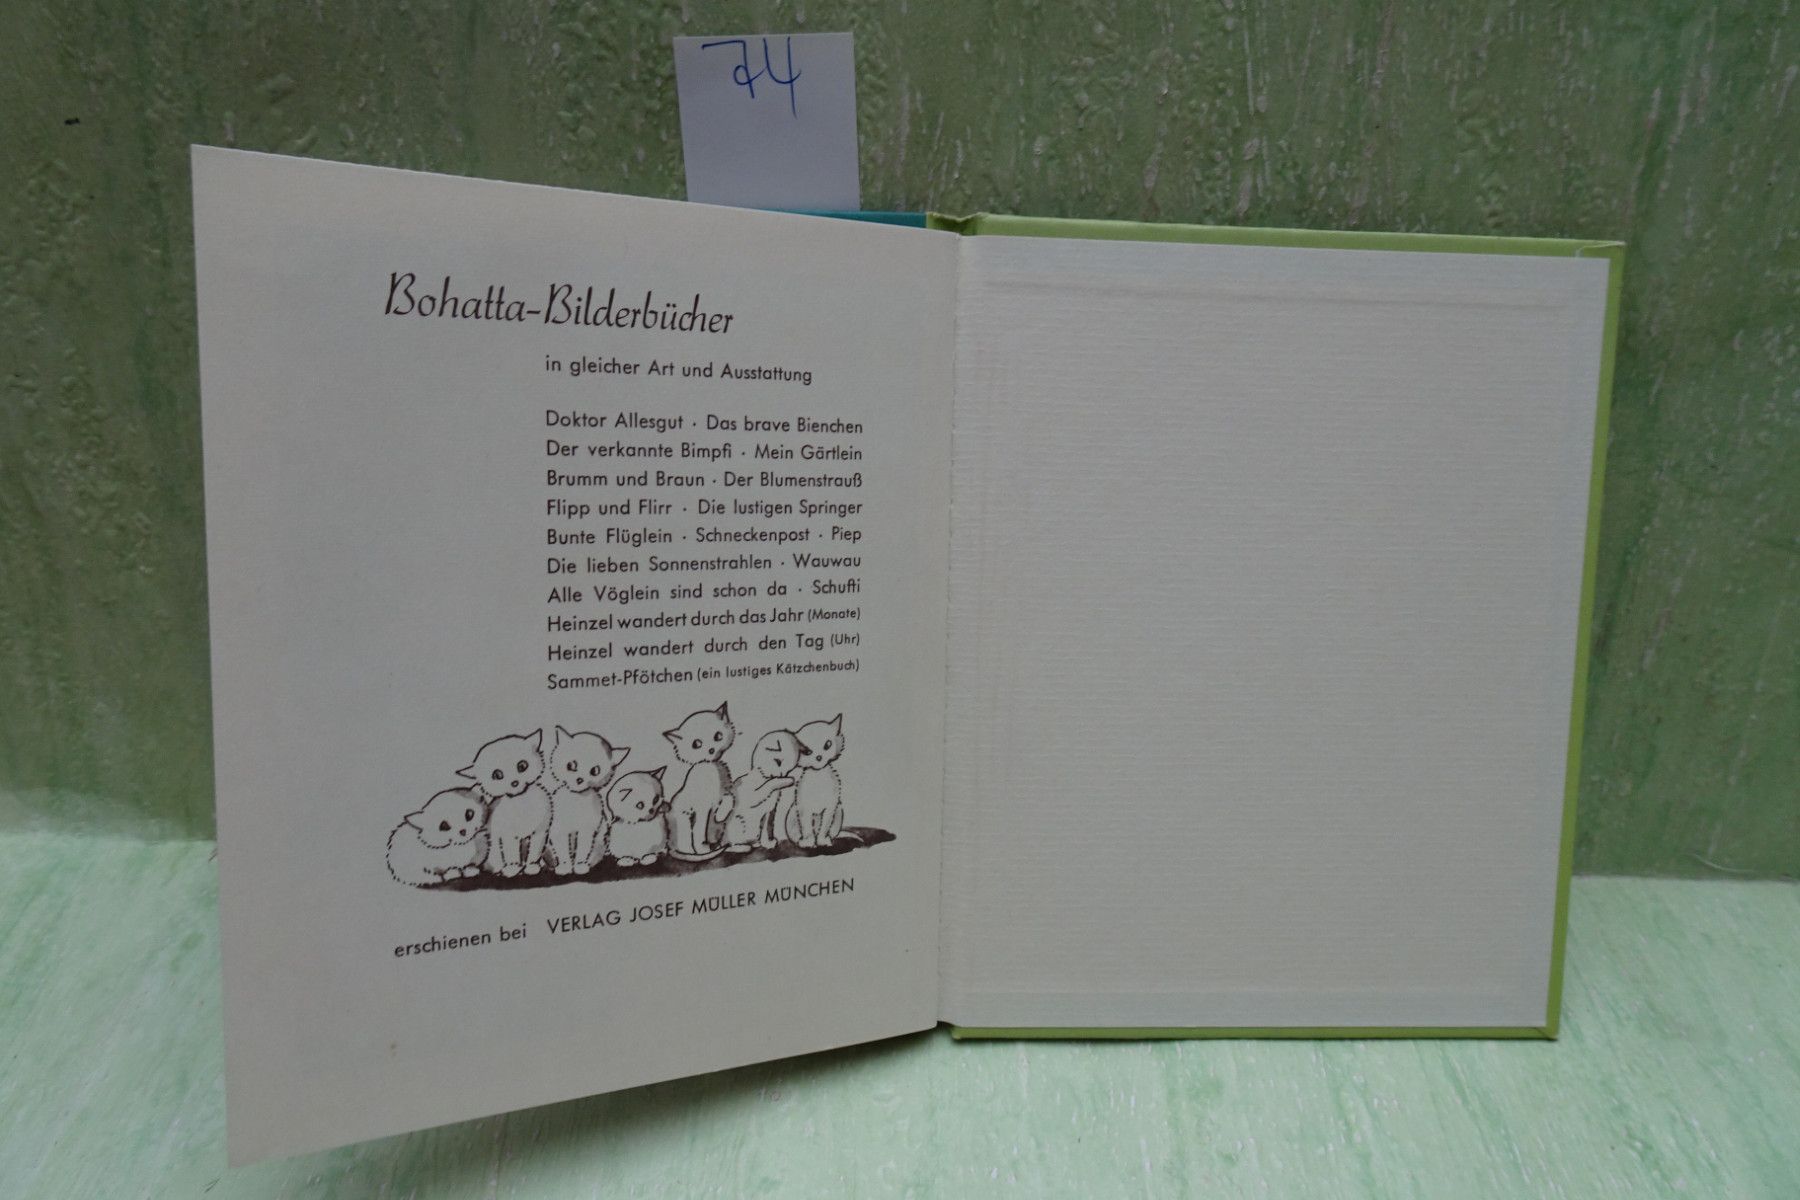 74
Bohatta-Bilderbücher
in gleicher Art und Ausstattung
Doktor Allesgut · Das brave Bienchen
Der verkannte Bimpfi · Mein Gärtlein
Brumm und Braun · Der Blumenstrauß
Flipp und Flirr · Die lustigen Springer
Bunte Flüglein · Schneckenpost · Piep
Die lieben Sonnenstrahlen · Wauwau
Alle Vöglein sind schon da · Schufti
Heinzel wandert durch das Jahr (Monate)
Heinzel wandert durch den Tag (Uhr)
Sammet-Pfötchen (ein lustiges Kätzchenbuch)
erschienen bei VERLAG JOSEF MÜLLER MÜNCHEN